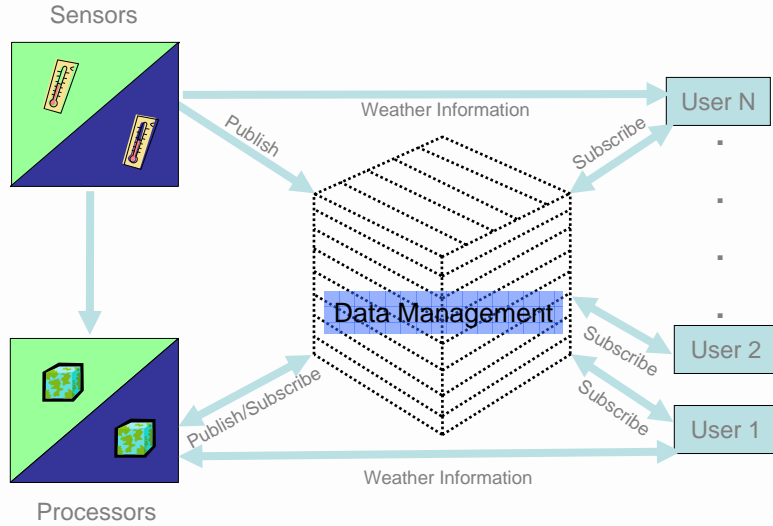 Sensors
Weather Information
User N
Publish
Subscribe
Data Management
Subscribe
User 2
Publish/Subscribe
Subscribe
User 1
Weather Information
Processors